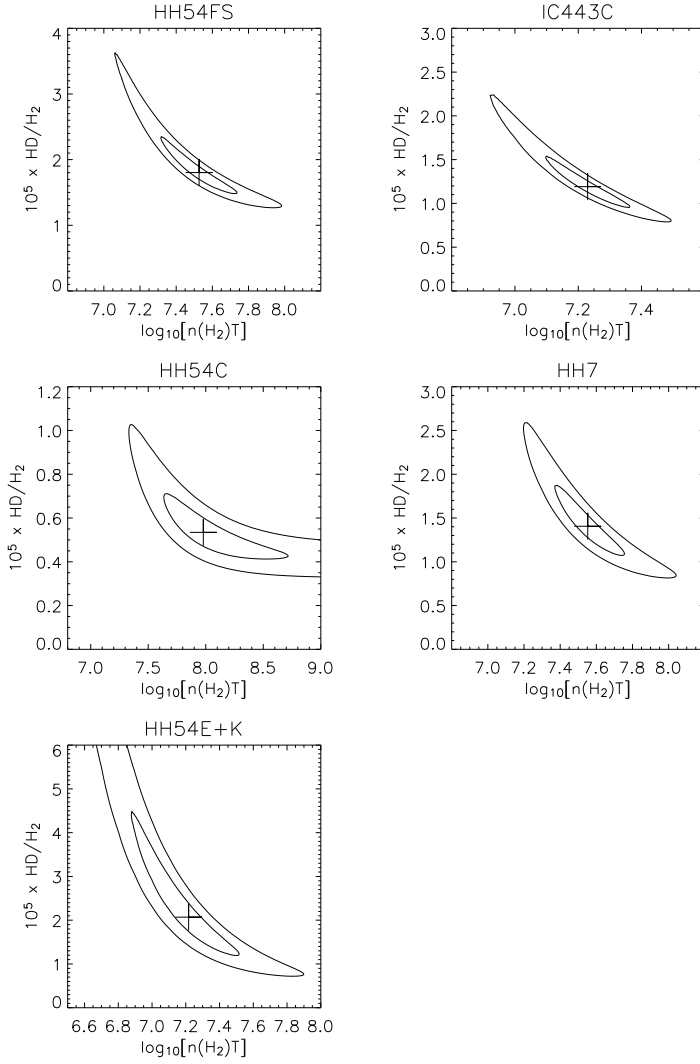 HH54FS
4
3
2
1
0
10⁵ x HD/H₂
7.0 7.2 7.4 7.6 7.8 8.0
log₁₀[n(H₂)T]
IC443C
3.0
2.5
2.0
1.5
1.0
0.5
0.0
10⁵ x HD/H₂
7.0 7.2 7.4
log₁₀[n(H₂)T]
HH54C
1.2
1.0
0.8
0.6
0.4
0.2
0.0
10⁵ x HD/H₂
7.0 7.5 8.0 8.5 9.0
log₁₀[n(H₂)T]
HH7
3.0
2.5
2.0
1.5
1.0
0.5
0.0
10⁵ x HD/H₂
7.0 7.2 7.4 7.6 7.8 8.0
log₁₀[n(H₂)T]
HH54E+K
6
5
4
3
2
1
0
10⁵ x HD/H₂
6.6 6.8 7.0 7.2 7.4 7.6 7.8 8.0
log₁₀[n(H₂)T]